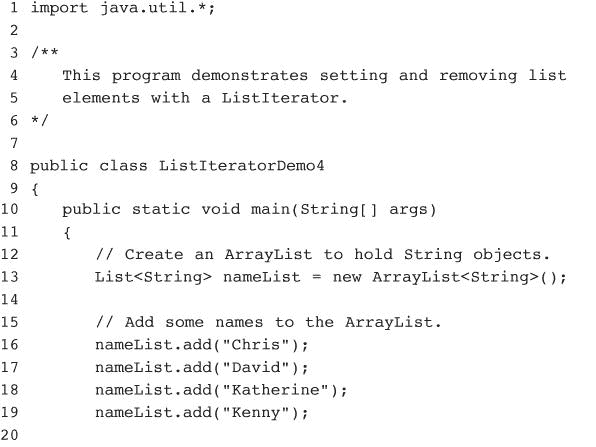 1 import java.util.*;
2
3 /**
4    This program demonstrates setting and removing list
5    elements with a ListIterator.
6 */
7
8 public class ListIteratorDemo4
9 {
10    public static void main(String[] args)
11    {
12       // Create an ArrayList to hold String objects.
13       List<String> nameList = new ArrayList<String>();
14
15       // Add some names to the ArrayList.
16       nameList.add("Chris");
17       nameList.add("David");
18       nameList.add("Katherine");
19       nameList.add("Kenny");
20